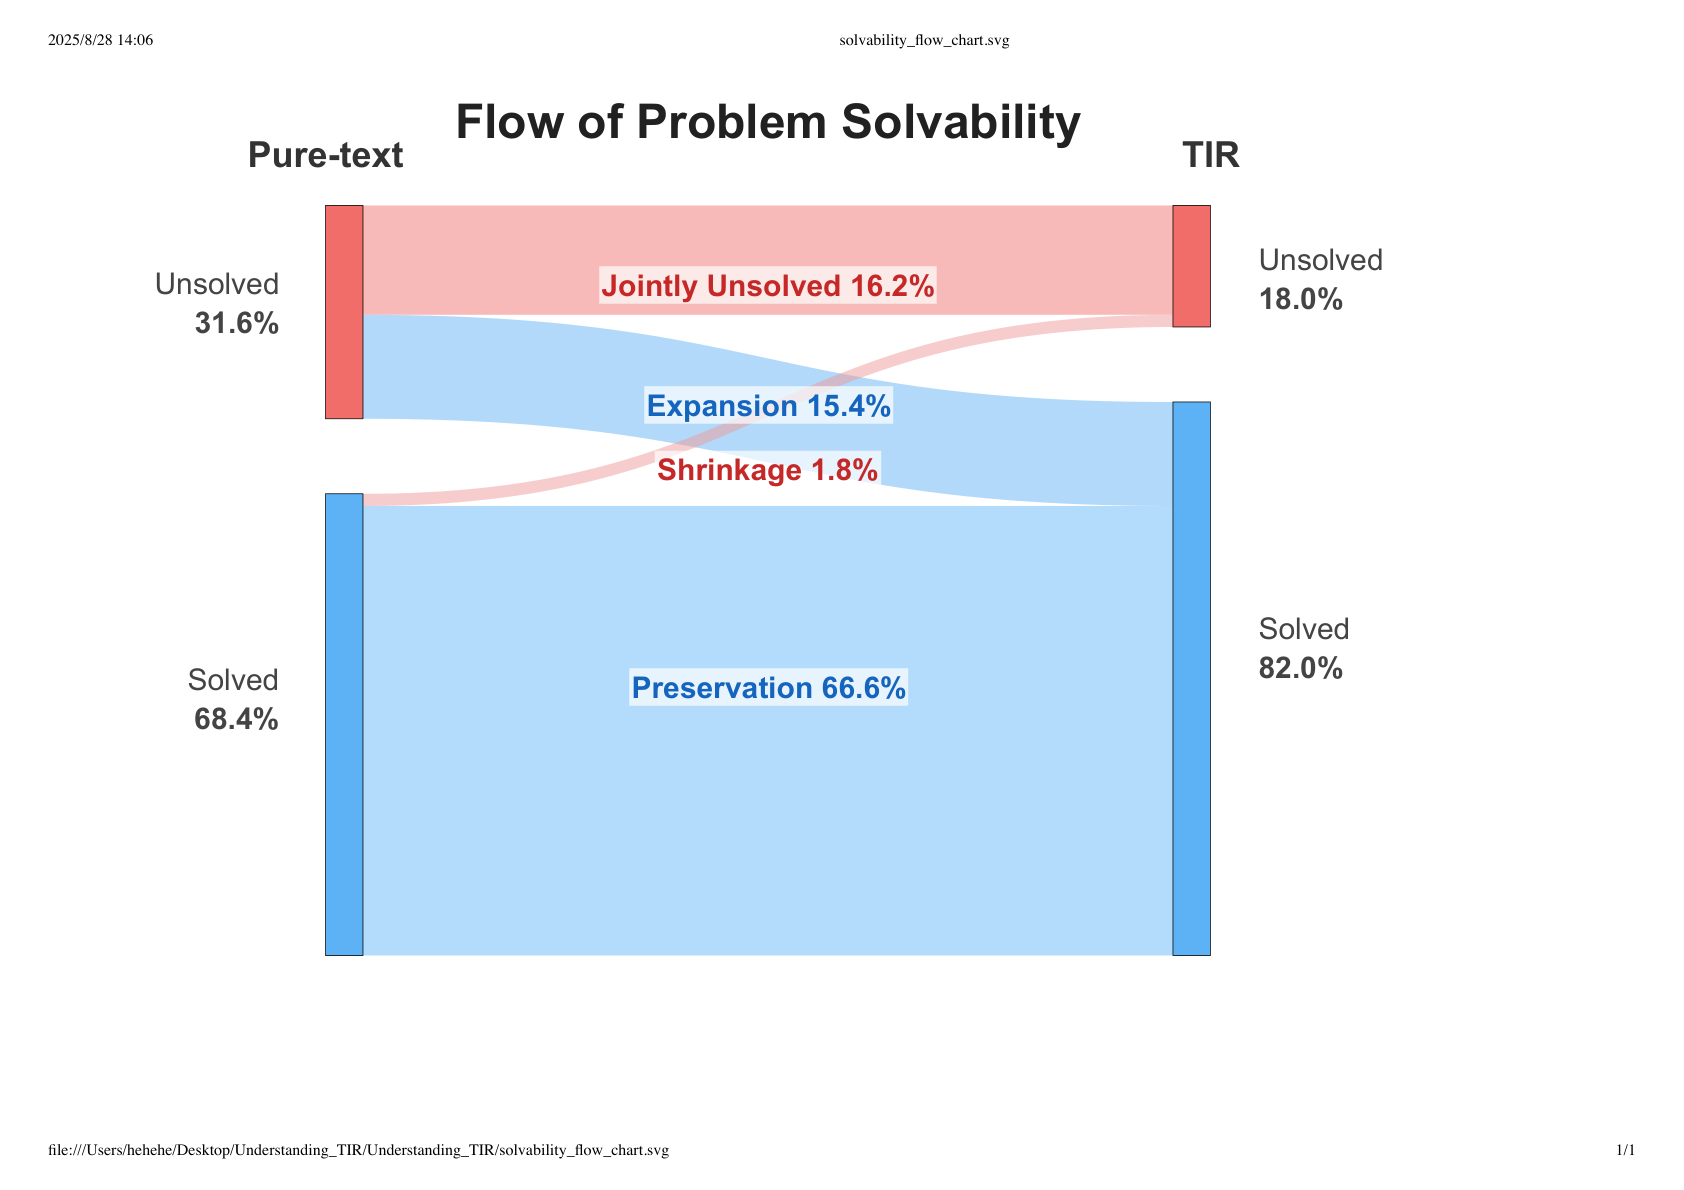 2025/8/28 14:06
solvability_flow_chart.svg
Flow of Problem Solvability
Pure-text
TIR
Unsolved
31.6%
Jointly Unsolved 16.2%
Unsolved
18.0%
Expansion 15.4%
Shrinkage 1.8%
Solved
68.4%
Preservation 66.6%
Solved
82.0%
file:///Users/hehehe/Desktop/Understanding_TIR/Understanding_TIR/solvability_flow_chart.svg
1/1